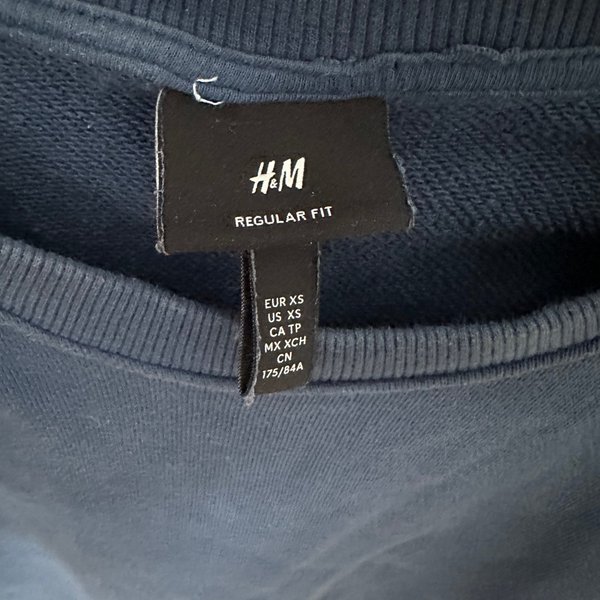 H&M
REGULAR FIT
EUR XS
US XS
CA TP
MX XCH
CN
175/84A